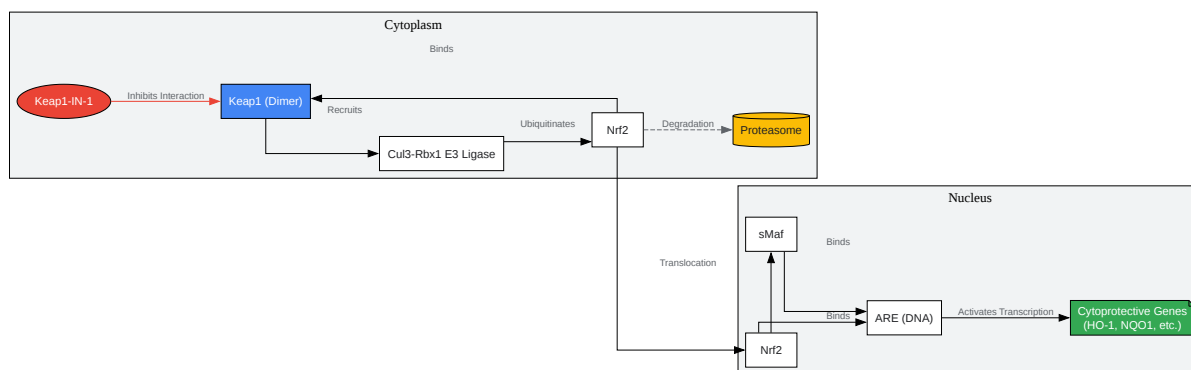 Cytoplasm
Binds
Keap1-IN-1
Inhibits Interaction
Keap1 (Dimer)
Recruits
Cul3-Rbx1 E3 Ligase
Ubiquitinates
Nrf2
Degradation
Proteasome
Translocation
Nucleus
sMaf
Binds
Binds
Nrf2
ARE (DNA)
Activates Transcription
Cytoprotective Genes
(HO-1, NQO1, etc.)